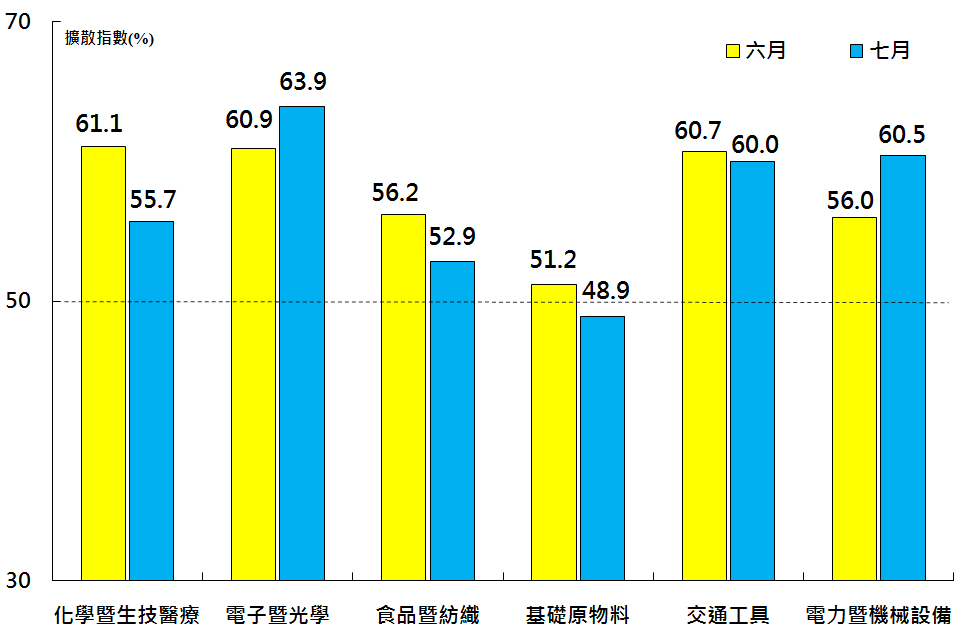 70
擴散指數(%)
六月
七月
61.1
55.7
60.9
63.9
56.2
52.9
51.2
48.9
60.7
60.0
56.0
60.5
50
30
化學暨生技醫療
電子暨光學
食品暨紡織
基礎原物料
交通工具
電力暨機械設備